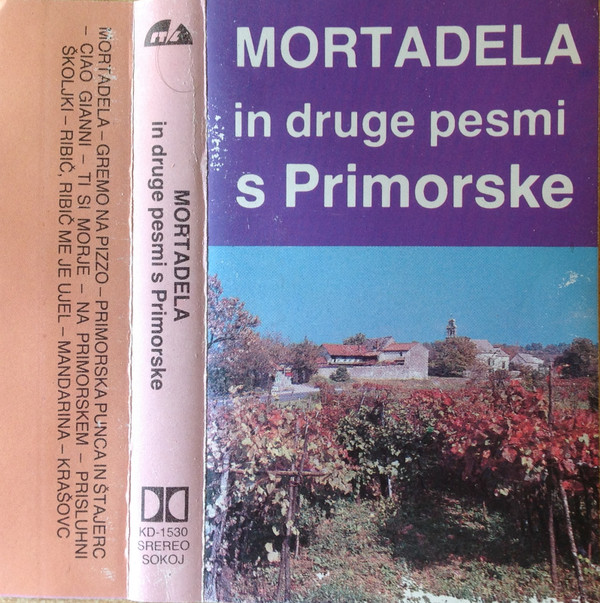 MORTADELA
in druge pesmi
s Primorske
MORTADELA
in druge pesmi s Primorske
KD-1530
SREREO
SOKOJ
MORTADELA – GREMO NA PIZZO – PRIMORSKA PUNCA IN ŠTAJERC
– CIAO GIANNI – TI SI MORJE – NA PRIMORSKEM – PRISLUHNI
ŠKOLJKI – RIBIČ, RIBIČ ME JE UJEL – MANDARINA – KRAŠOVC